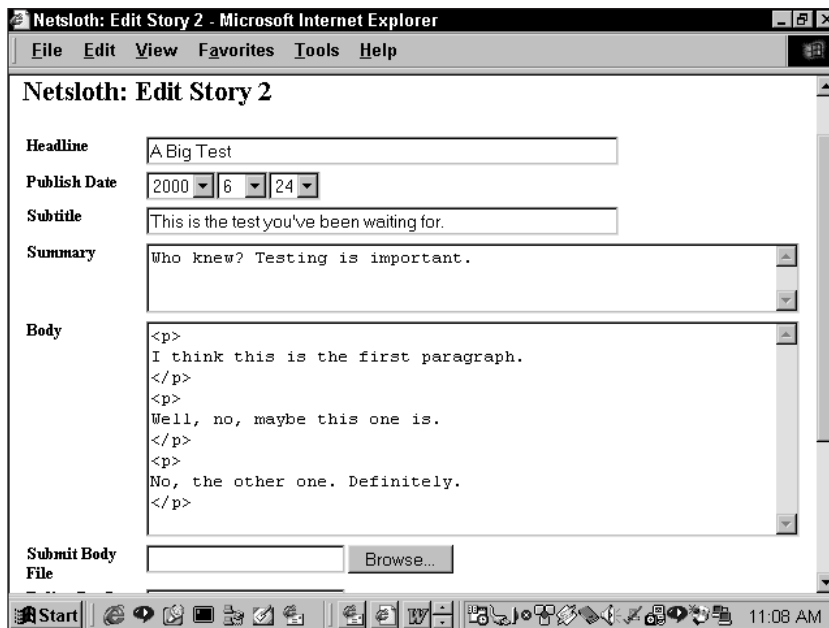 Netsloth: Edit Story 2 - Microsoft Internet Explorer
File Edit View Favorites Tools Help
Netsloth: Edit Story 2
Headline A Big Test
Publish Date 2000 6 24
Subtitle This is the test you've been waiting for.
Summary Who knew? Testing is important.
Body <p>
I think this is the first paragraph.
</p>
<p>
Well, no, maybe this one is.
</p>
<p>
No, the other one. Definitely.
</p>
Submit Body Browse...
File
Start 11:08 AM